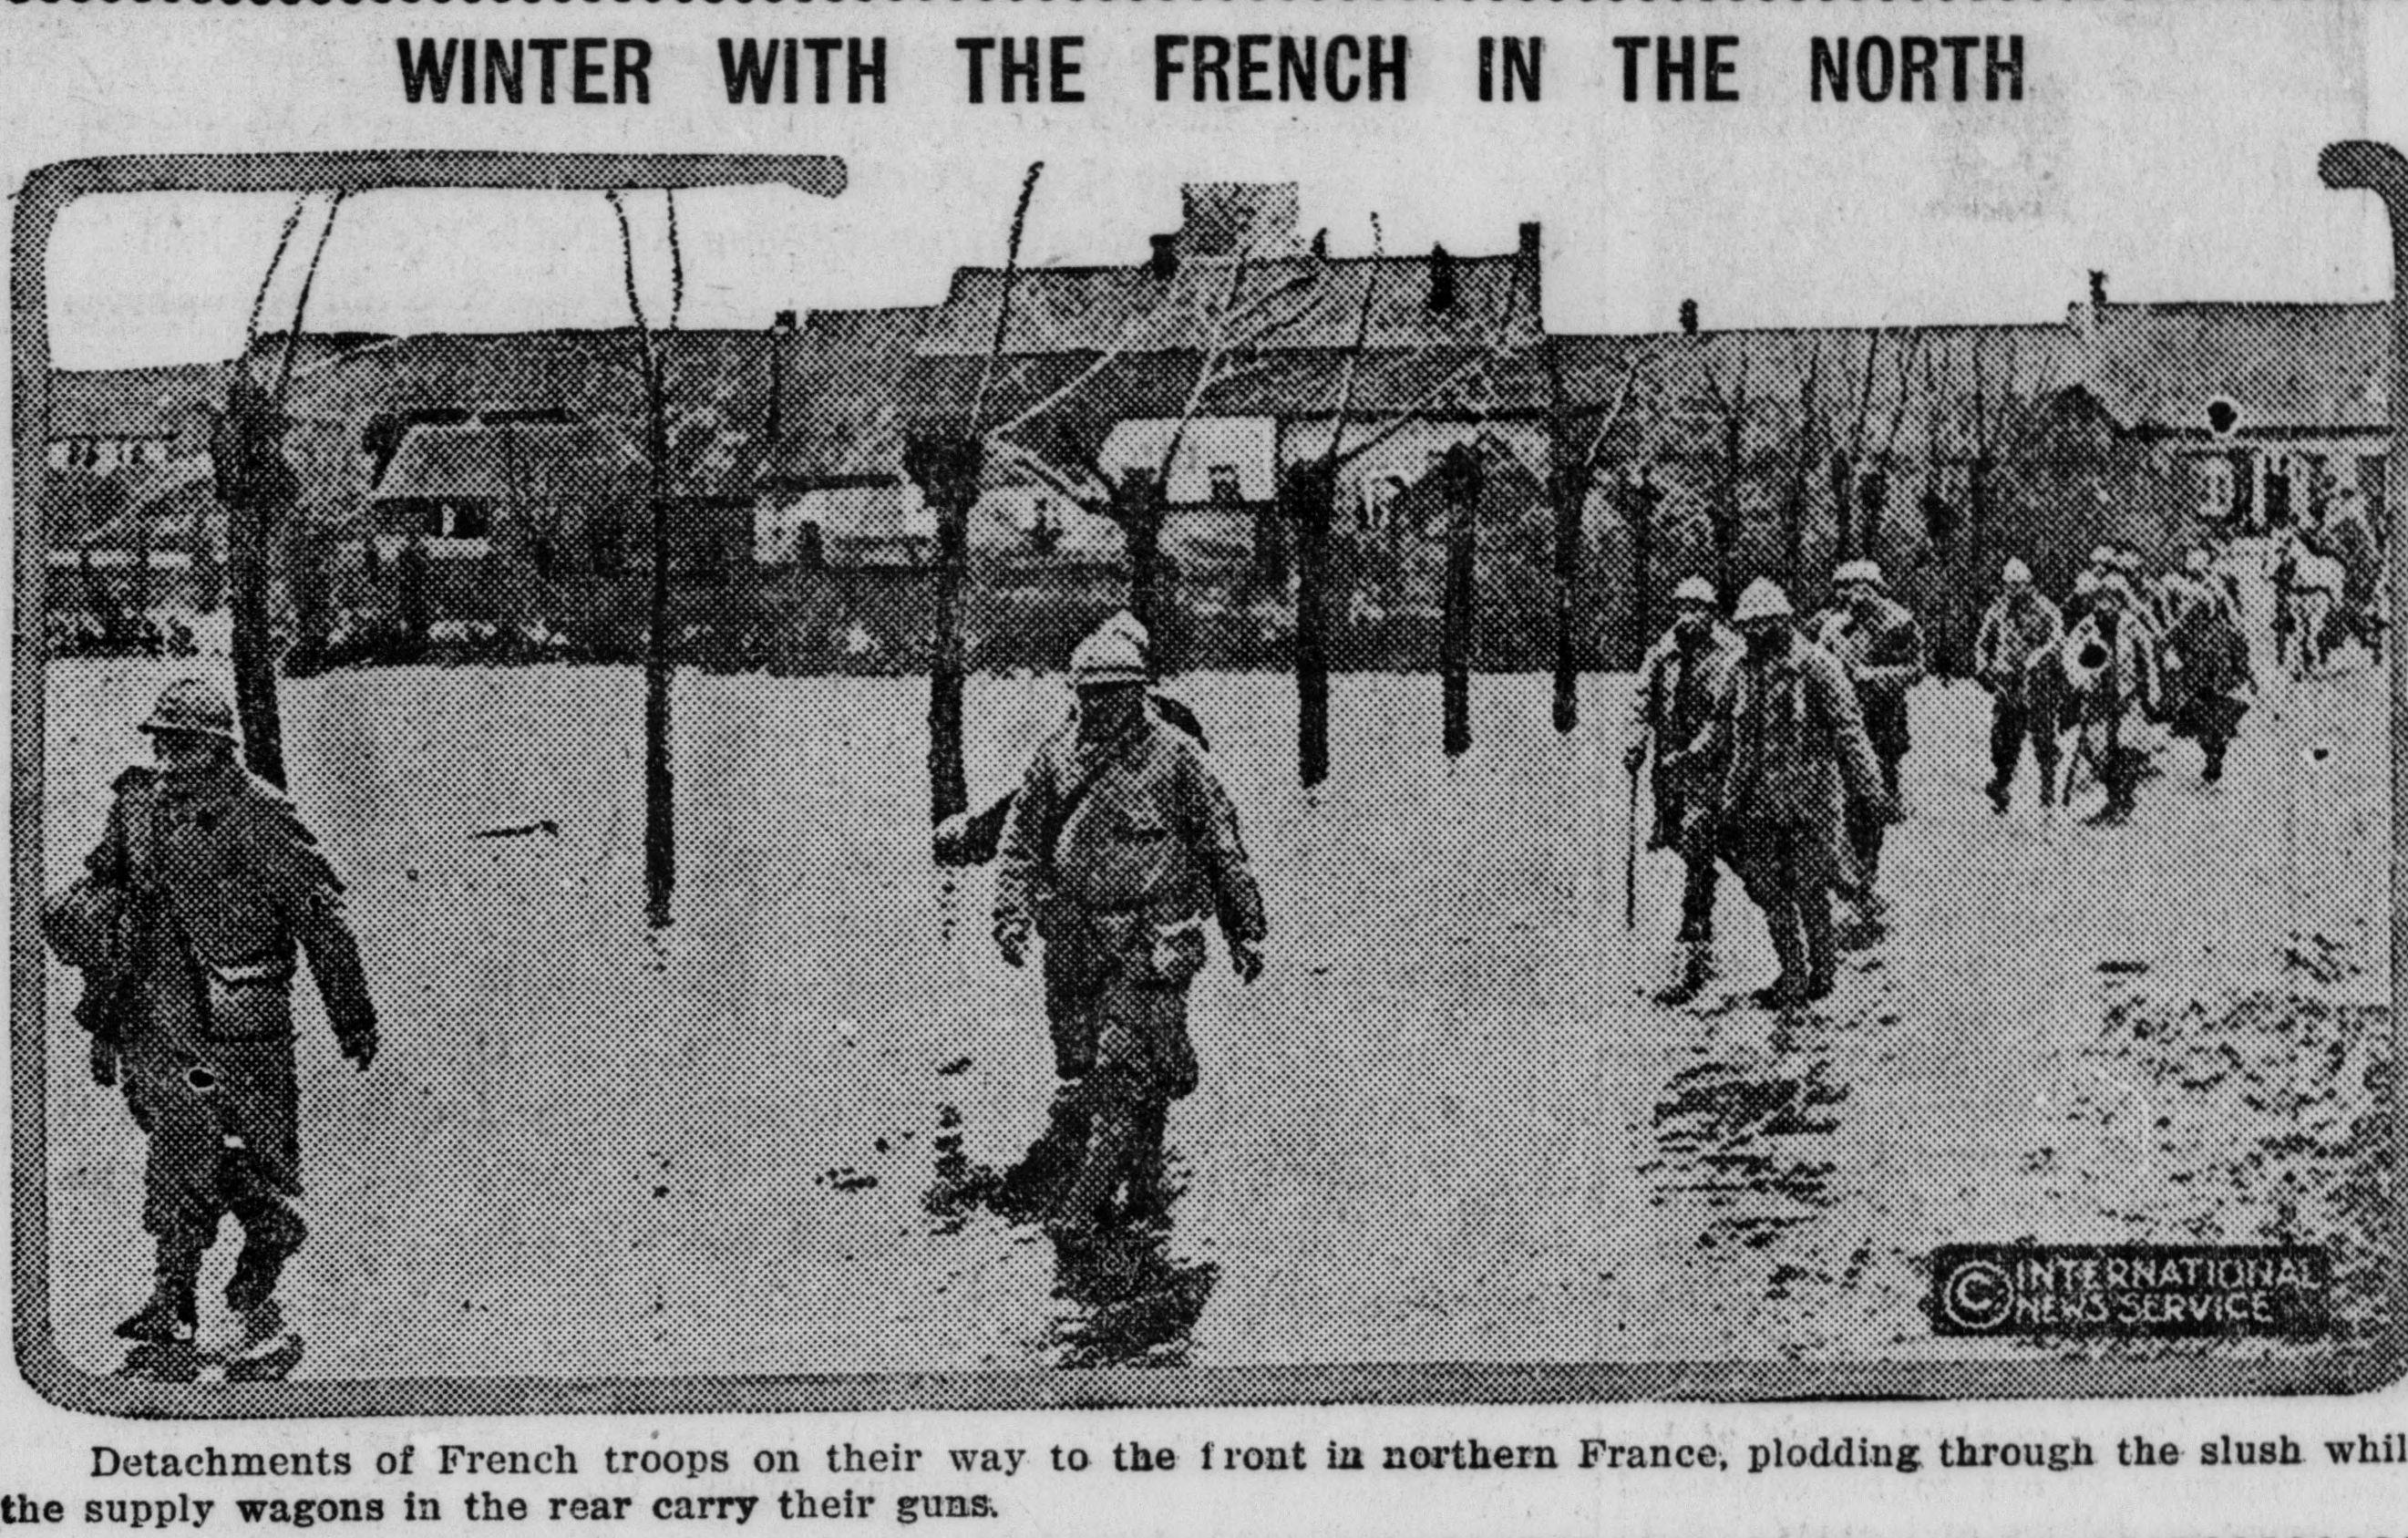 WINTER WITH THE FRENCH IN THE NORTH
© INTERNATIONAL
NEWS SERVICE
Detachments of French troops on their way to the front in northern France, plodding through the slush whil
the supply wagons in the rear carry their guns.